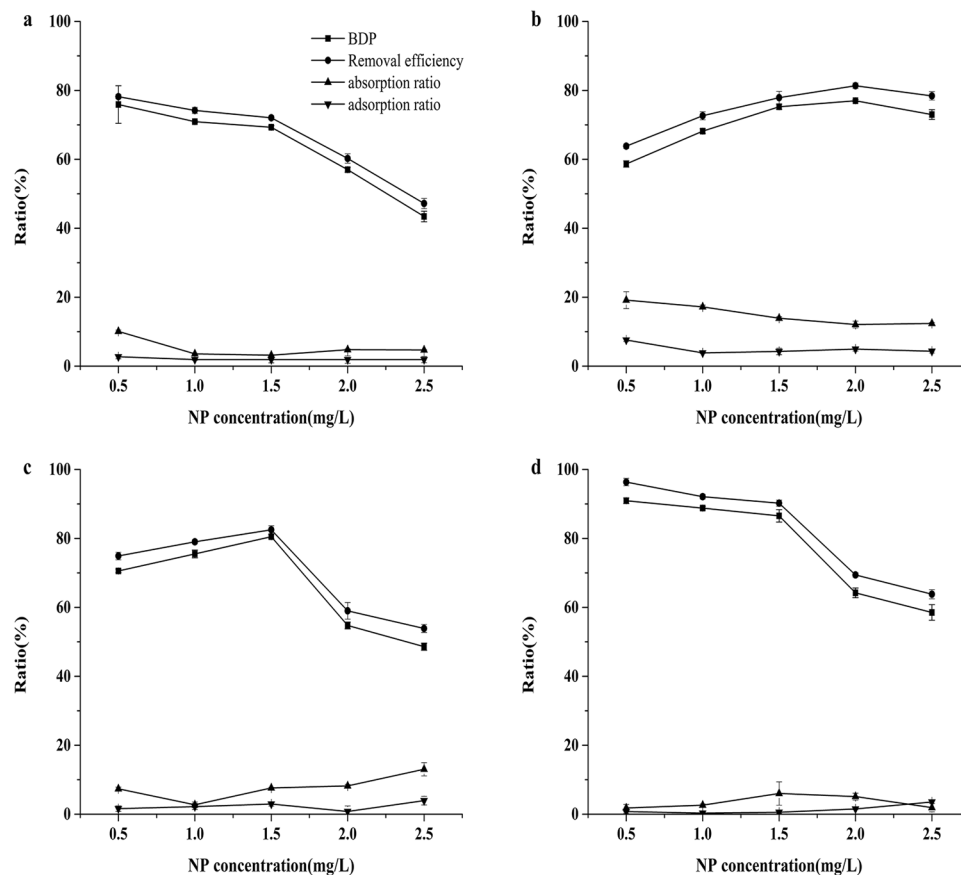 a
100
80
60
40
20
0
Ratio(%)
BDP
Removal efficiency
absorption ratio
adsorption ratio
0.5 1.0 1.5 2.0 2.5
NP concentration(mg/L)
b
100
80
60
40
20
0
Ratio(%)
0.5 1.0 1.5 2.0 2.5
NP concentration(mg/L)
c
100
80
60
40
20
0
Ratio(%)
0.5 1.0 1.5 2.0 2.5
NP concentration(mg/L)
d
100
80
60
40
20
0
Ratio(%)
0.5 1.0 1.5 2.0 2.5
NP concentration(mg/L)